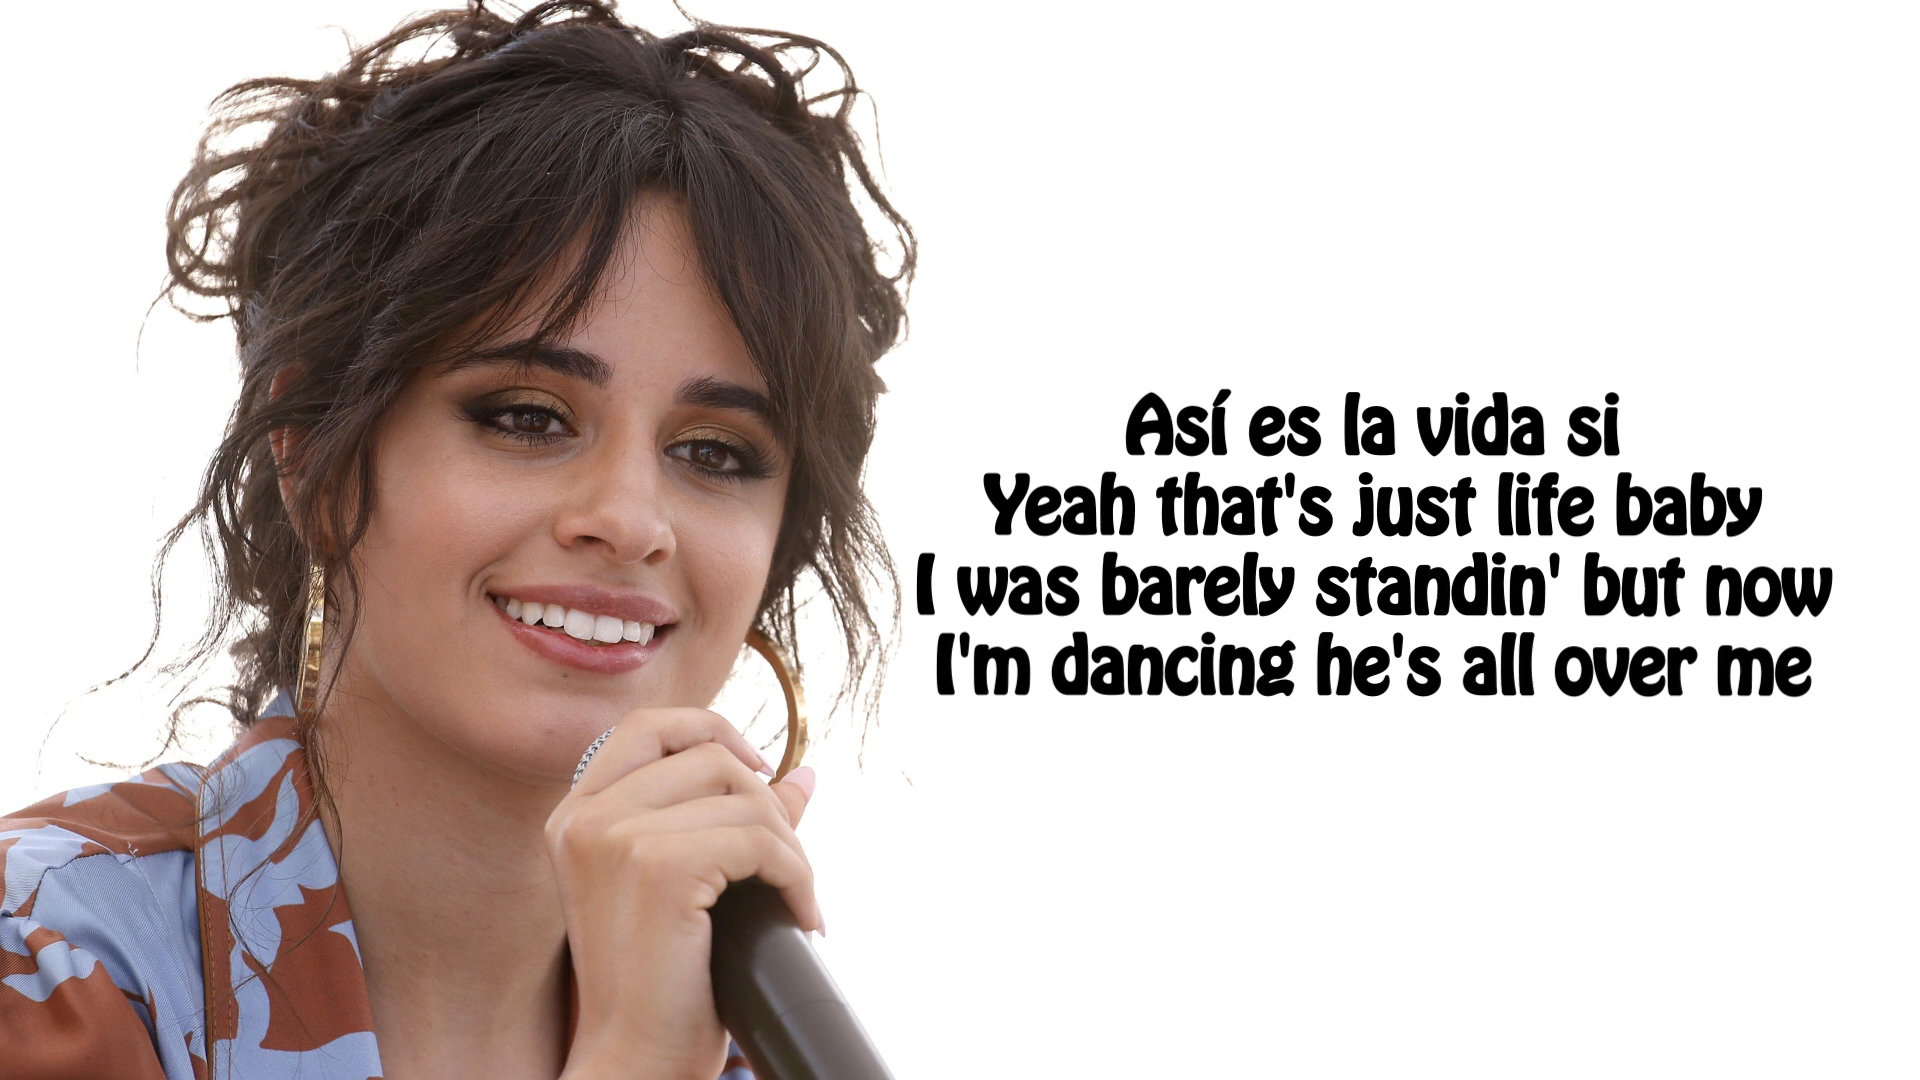 Así es la vida si
Yeah that's just life baby
I was barely standin' but now
I'm dancing he's all over me